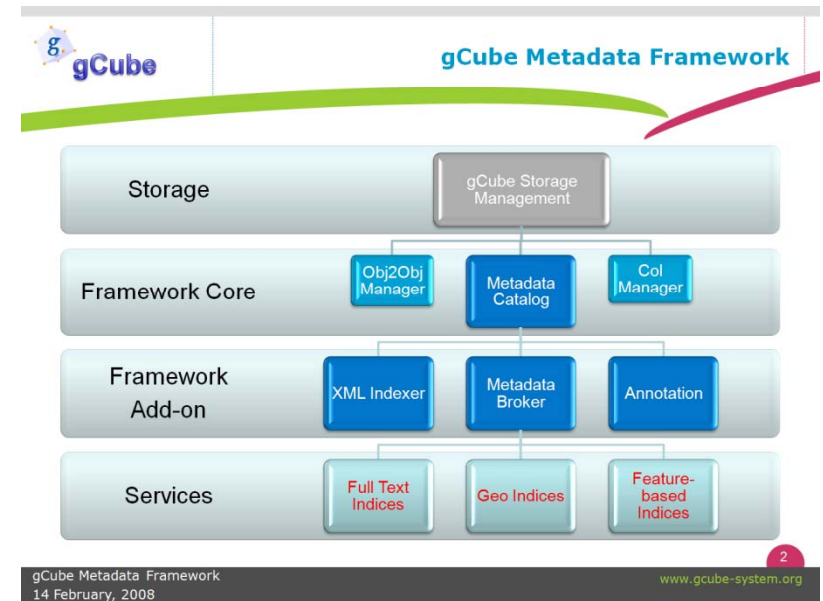 g
gCube
gCube Metadata Framework
Storage
gCube Storage
Management
Framework Core
Obj2Obj
Manager
Metadata
Catalog
Col
Manager
Framework
Add-on
XML Indexer
Metadata
Broker
Annotation
Services
Full Text
Indices
Geo Indices
Feature-
based
Indices
2
gCube Metadata Framework
14 February, 2008
www.gcube-system.org